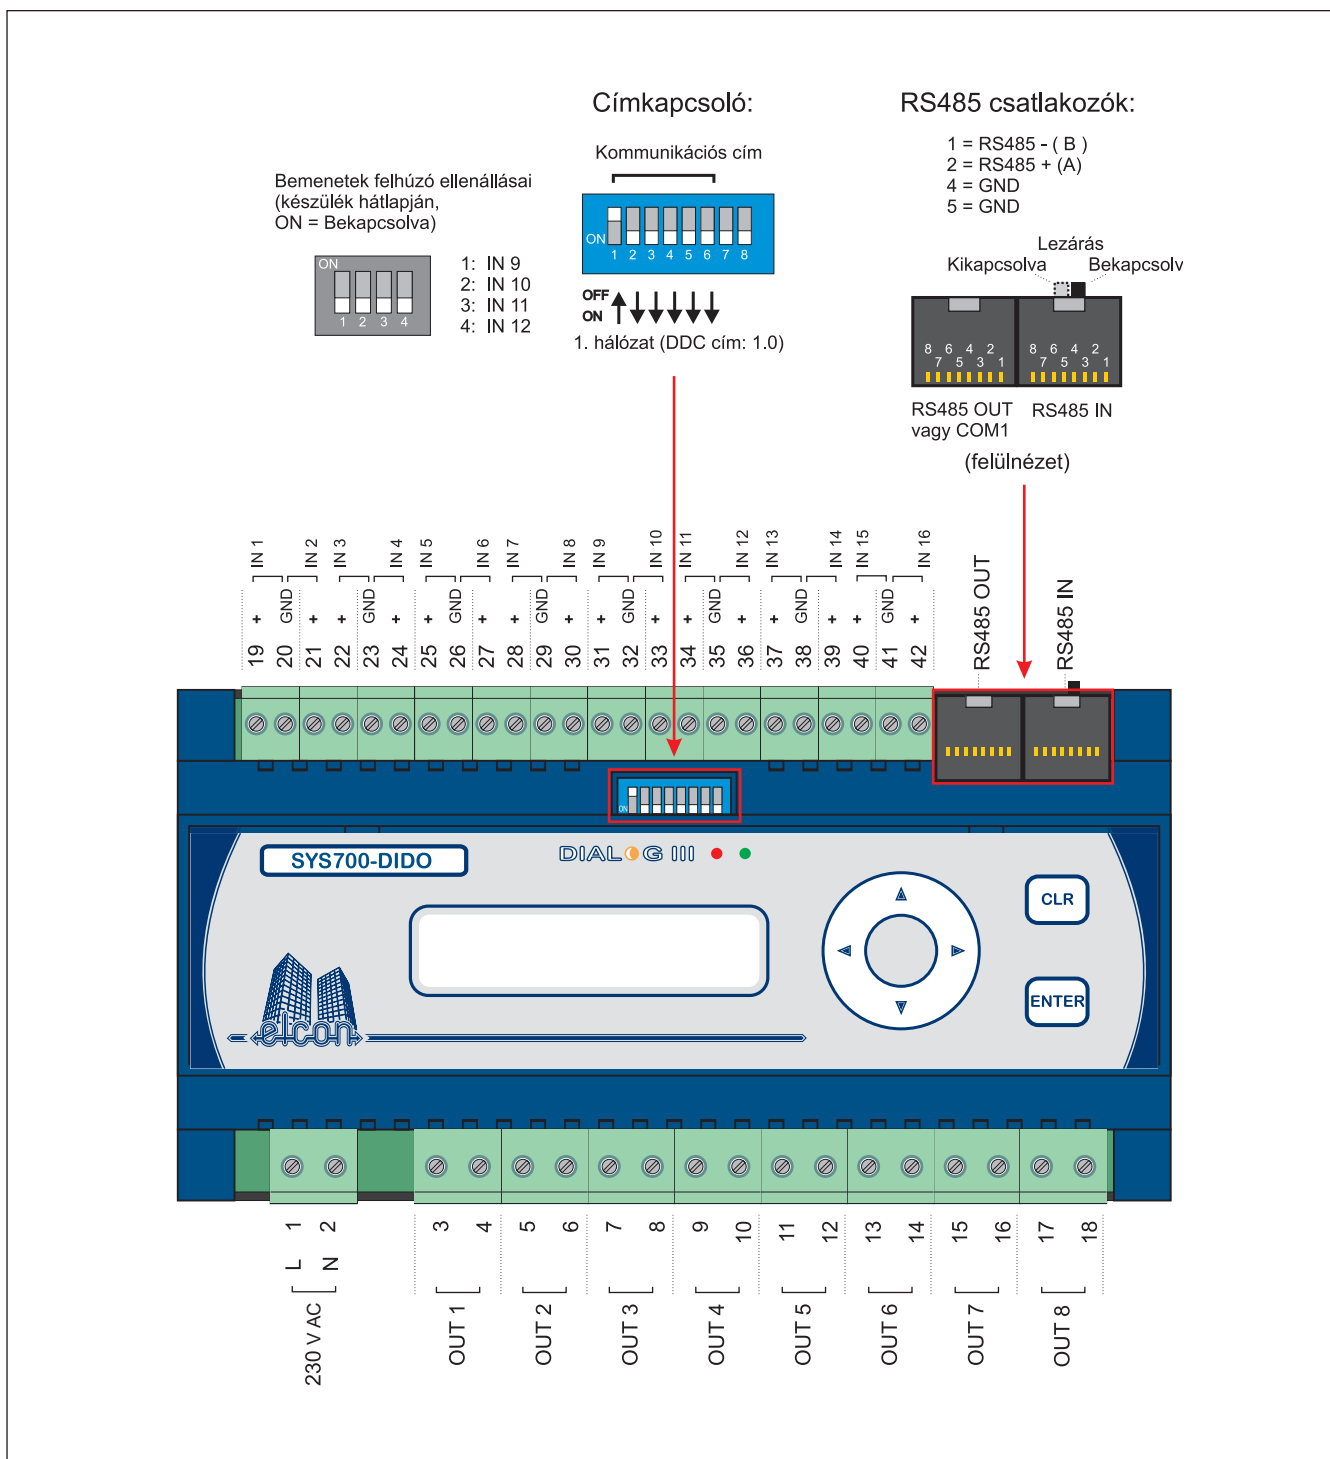 Címkapcsoló:
Kommunikációs cím
ON
1 2 3 4 5 6 7 8
OFF
ON
1. hálózat (DDC cím: 1.0)
RS485 csatlakozók:
1 = RS485 - ( B )
2 = RS485 + (A)
4 = GND
5 = GND
Lezárás
Kikapcsolva
Bekapcsolv
8 7 6 5 4 3 2 1
8 7 6 5 4 3 2 1
RS485 OUT
vagy COM1
RS485 IN
(felülnézet)
Bemenetek felhúzó ellenállásai
(készülék hátlapján,
ON = Bekapcsolva)
ON
1 2 3 4
1: IN 9
2: IN 10
3: IN 11
4: IN 12
IN 1 IN 2 IN 3 IN 4 IN 5 IN 6 IN 7 IN 8 IN 9 IN 10 IN 11 IN 12 IN 13 IN 14 IN 15 IN 16
+ GND + + GND + + GND + + GND + + GND + + GND + + GND + + GND +
19 20 21 22 23 24 25 26 27 28 29 30 31 32 33 34 35 36 37 38 39 40 41 42
RS485 OUT
RS485 IN
ON
SYS700-DIDO
DIALOG III
CLR
ENTER
elcon
1 2 3 4 5 6 7 8 9 10 11 12 13 14 15 16 17 18
L N
230 V AC
OUT 1 OUT 2 OUT 3 OUT 4 OUT 5 OUT 6 OUT 7 OUT 8